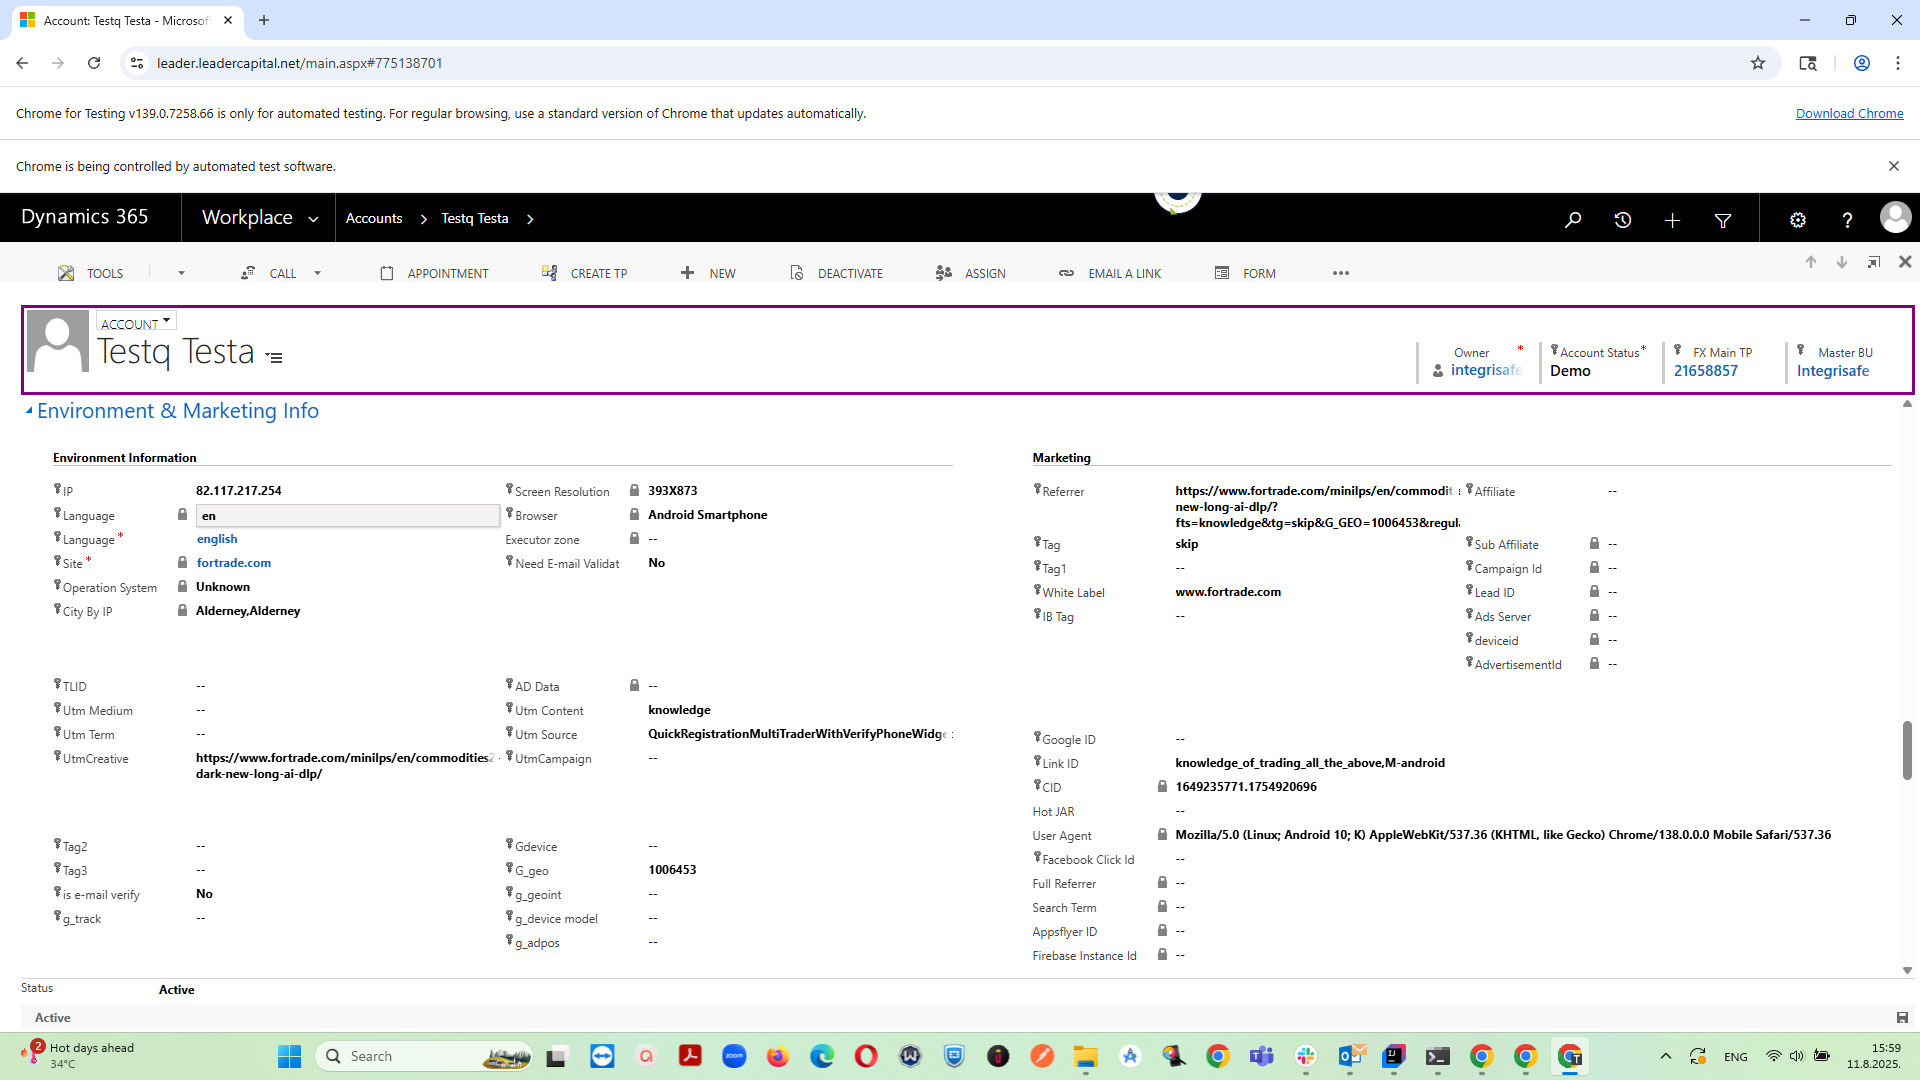 Account: Testq Testa - Microsof
leader.leadercapital.net/main.aspx#775138701
Chrome for Testing v139.0.7258.66 is only for automated testing. For regular browsing, use a standard version of Chrome that updates automatically.
Download Chrome
Chrome is being controlled by automated test software.
Dynamics 365
Workplace
Accounts
Testq Testa
TOOLS
CALL
APPOINTMENT
CREATE TP
NEW
DEACTIVATE
ASSIGN
EMAIL A LINK
FORM
ACCOUNT
Testq Testa
Owner *
integrisafe
Account Status *
Demo
FX Main TP
21658857
Master BU
Integrisafe
Environment & Marketing Info
Environment Information
IP 82.117.217.254
Language en
Language * english
Site * fortrade.com
Operation System Unknown
City By IP Alderney,Alderney
Screen Resolution 393X873
Browser Android Smartphone
Executor zone --
Need E-mail Validat No
TLID --
Utm Medium --
Utm Term --
UtmCreative https://www.fortrade.com/minilps/en/commodities2-
dark-new-long-ai-dlp/
AD Data --
Utm Content knowledge
Utm Source QuickRegistrationMultiTraderWithVerifyPhoneWidge
UtmCampaign --
Tag2 --
Tag3 --
is e-mail verify No
g_track --
Gdevice --
G_geo 1006453
g_geoint --
g_device model --
g_adpos --
Marketing
Referrer https://www.fortrade.com/minilps/en/commodit
new-long-ai-dlp/?
fts=knowledge&tg=skip&G_GEO=1006453&regul
Tag skip
Tag1 --
White Label www.fortrade.com
IB Tag --
Affiliate --
Sub Affiliate --
Campaign Id --
Lead ID --
Ads Server --
deviceid --
AdvertisementId --
Google ID --
Link ID knowledge_of_trading_all_the_above,M-android
CID 1649235771.1754920696
Hot JAR --
User Agent Mozilla/5.0 (Linux; Android 10; K) AppleWebKit/537.36 (KHTML, like Gecko) Chrome/138.0.0.0 Mobile Safari/537.36
Facebook Click Id --
Full Referrer --
Search Term --
Appsflyer ID --
Firebase Instance Id --
Status Active
Active
2
Hot days ahead
34°C
Search
zoom
ENG
15:59
11.8.2025.